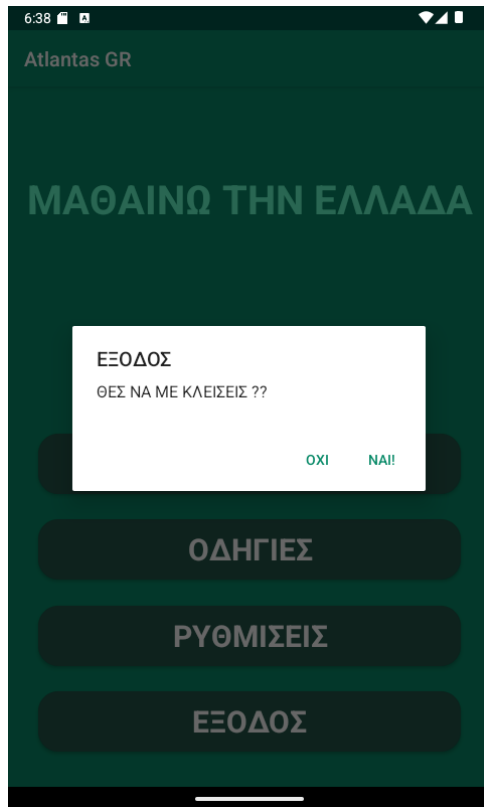 6:38
Atlantas GR
ΜΑΘΑΙΝΩ ΤΗΝ ΕΛΛΑΔΑ
ΕΞΟΔΟΣ
ΘΕΣ ΝΑ ΜΕ ΚΛΕΙΣΕΙΣ ??
ΟΧΙ ΝΑΙ!
ΟΔΗΓΙΕΣ
ΡΥΘΜΙΣΕΙΣ
ΕΞΟΔΟΣ